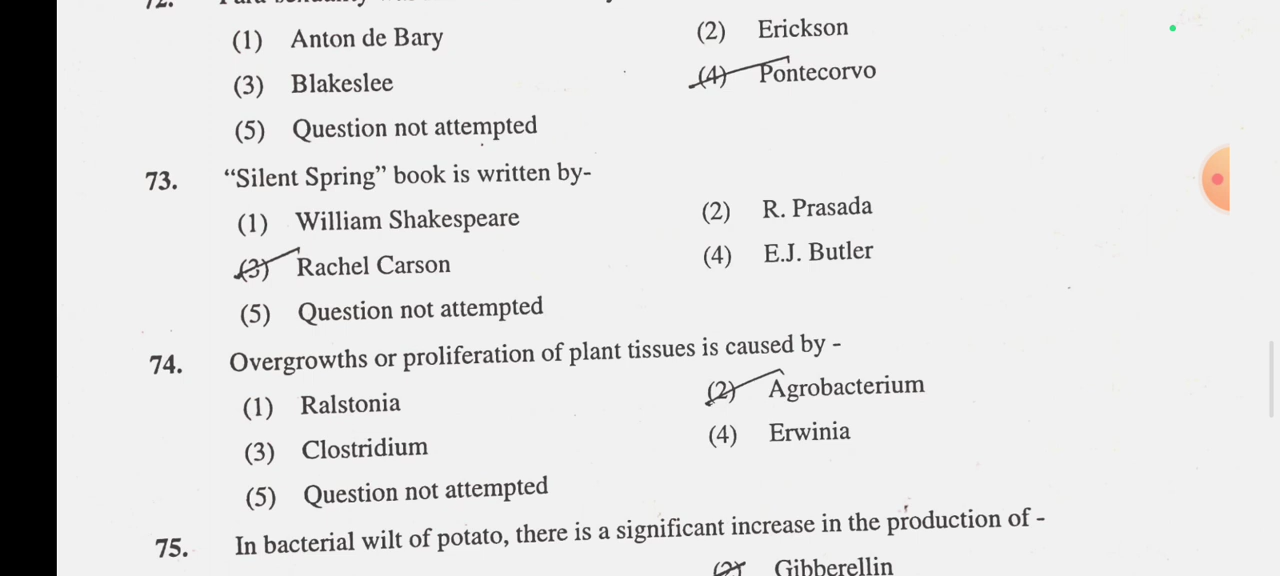 72.
(1) Anton de Bary (2) Erickson
(3) Blakeslee (4) Pontecorvo
(5) Question not attempted
73. “Silent Spring” book is written by-
(1) William Shakespeare (2) R. Prasada
(3) Rachel Carson (4) E.J. Butler
(5) Question not attempted
74. Overgrowths or proliferation of plant tissues is caused by -
(1) Ralstonia (2) Agrobacterium
(3) Clostridium (4) Erwinia
(5) Question not attempted
75. In bacterial wilt of potato, there is a significant increase in the production of -
(2) Gibberellin